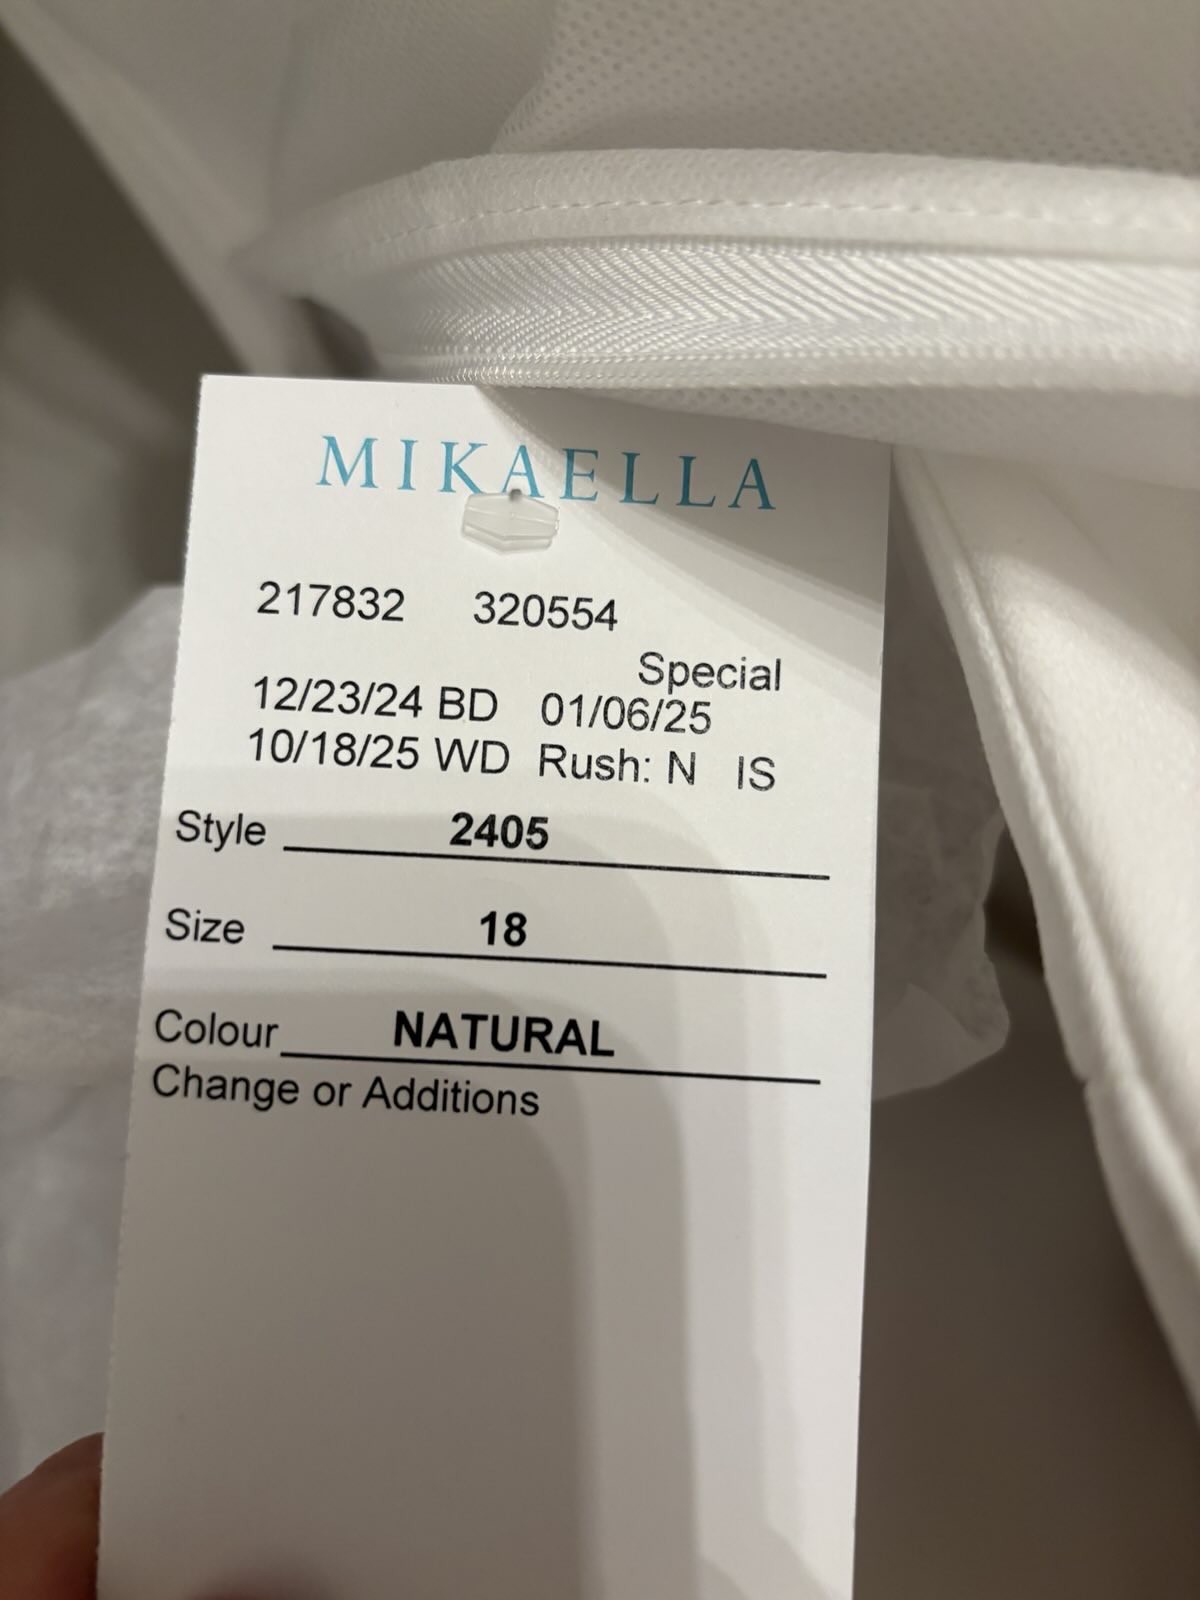 MIKAELLA
217832 320554
Special
12/23/24 BD 01/06/25
10/18/25 WD Rush: N IS
Style 2405
Size 18
Colour NATURAL
Change or Additions